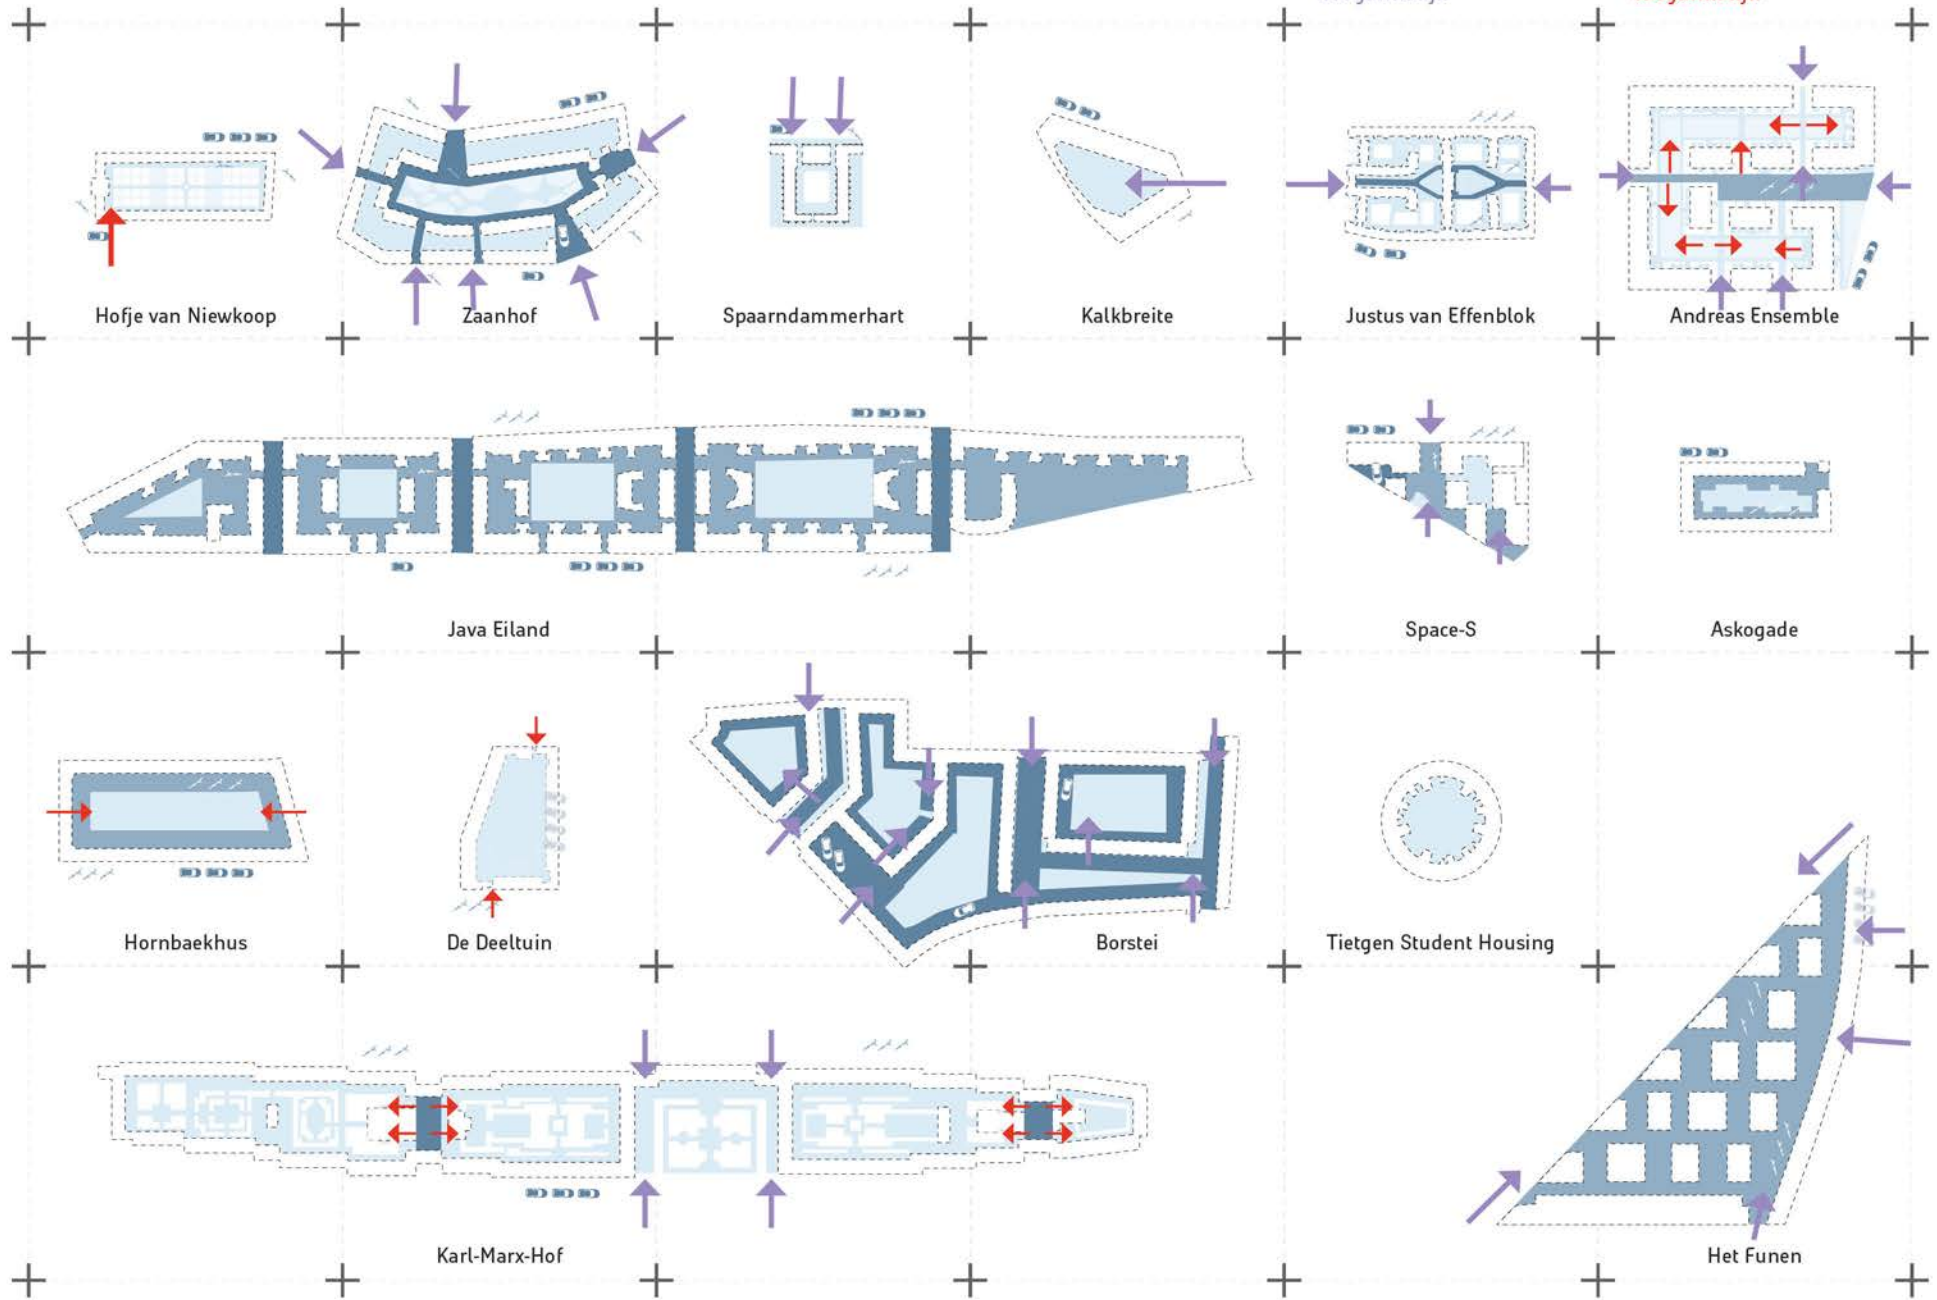 Hofje van Niewkoop
Zaanhof
Spaarndammerhart
Kalkbreite
Justus van Effenblok
Andreas Ensemble
Java Eiland
Space-S
Askogade
Hornbaekhus
De Deeltuin
Borstei
Tietgen Student Housing
Karl-Marx-Hof
Het Funen